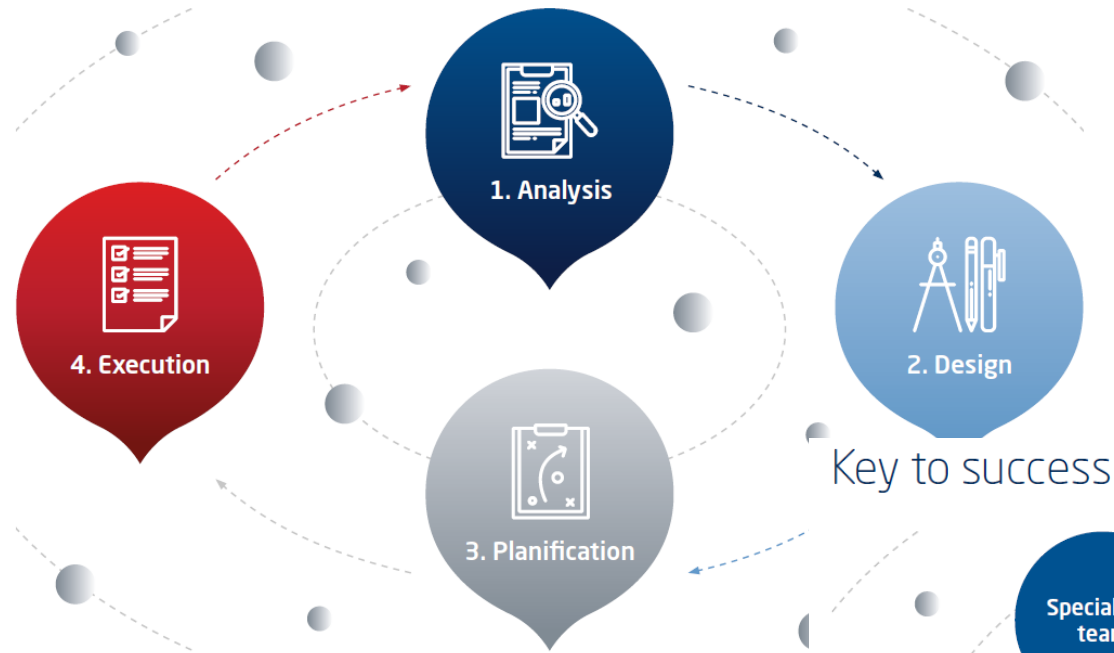 1. Analysis
4. Execution
2. Design
Key to success
3. Planification